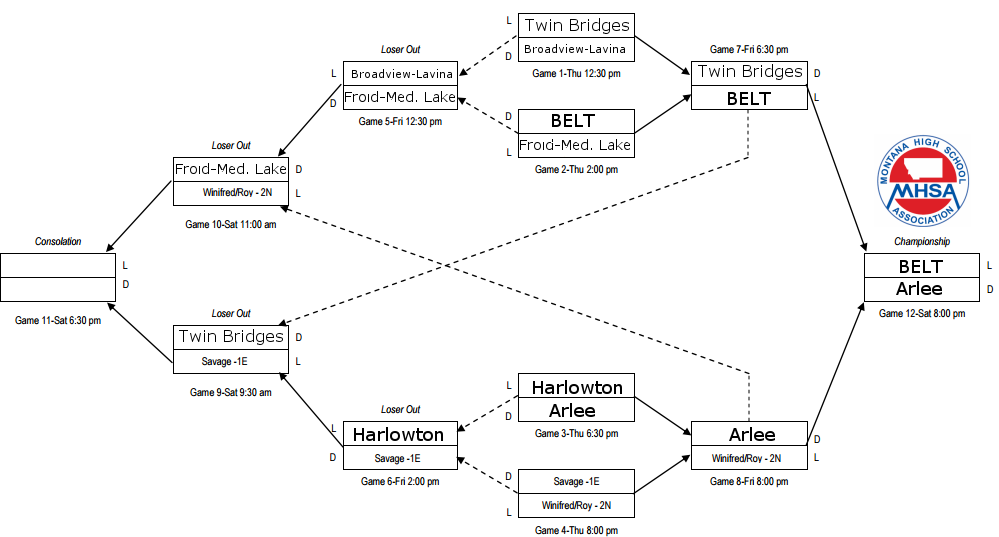 L
Twin Bridges
D
Broadview-Lavina
Game 1-Thu 12:30 pm
Loser Out
L
Broadview-Lavina
D
Froid-Med. Lake
Game 5-Fri 12:30 pm
Game 7-Fri 6:30 pm
Twin Bridges
D
BELT
L
D
BELT
L
Froid-Med. Lake
Game 2-Thu 2:00 pm
Loser Out
Froid-Med. Lake
D
Winifred/Roy - 2N
L
Game 10-Sat 11:00 am
MONTANA HIGH SCHOOL
MHSA
ASSOCIATION
Consolation
L
D
Game 11-Sat 6:30 pm
Championship
BELT
L
Arlee
D
Game 12-Sat 8:00 pm
Loser Out
Twin Bridges
D
Savage -1E
L
Game 9-Sat 9:30 am
L
Harlowton
D
Arlee
Game 3-Thu 6:30 pm
Loser Out
L
Harlowton
D
Savage -1E
Game 6-Fri 2:00 pm
Arlee
D
Winifred/Roy - 2N
L
Game 8-Fri 8:00 pm
D
Savage -1E
L
Winifred/Roy - 2N
Game 4-Thu 8:00 pm